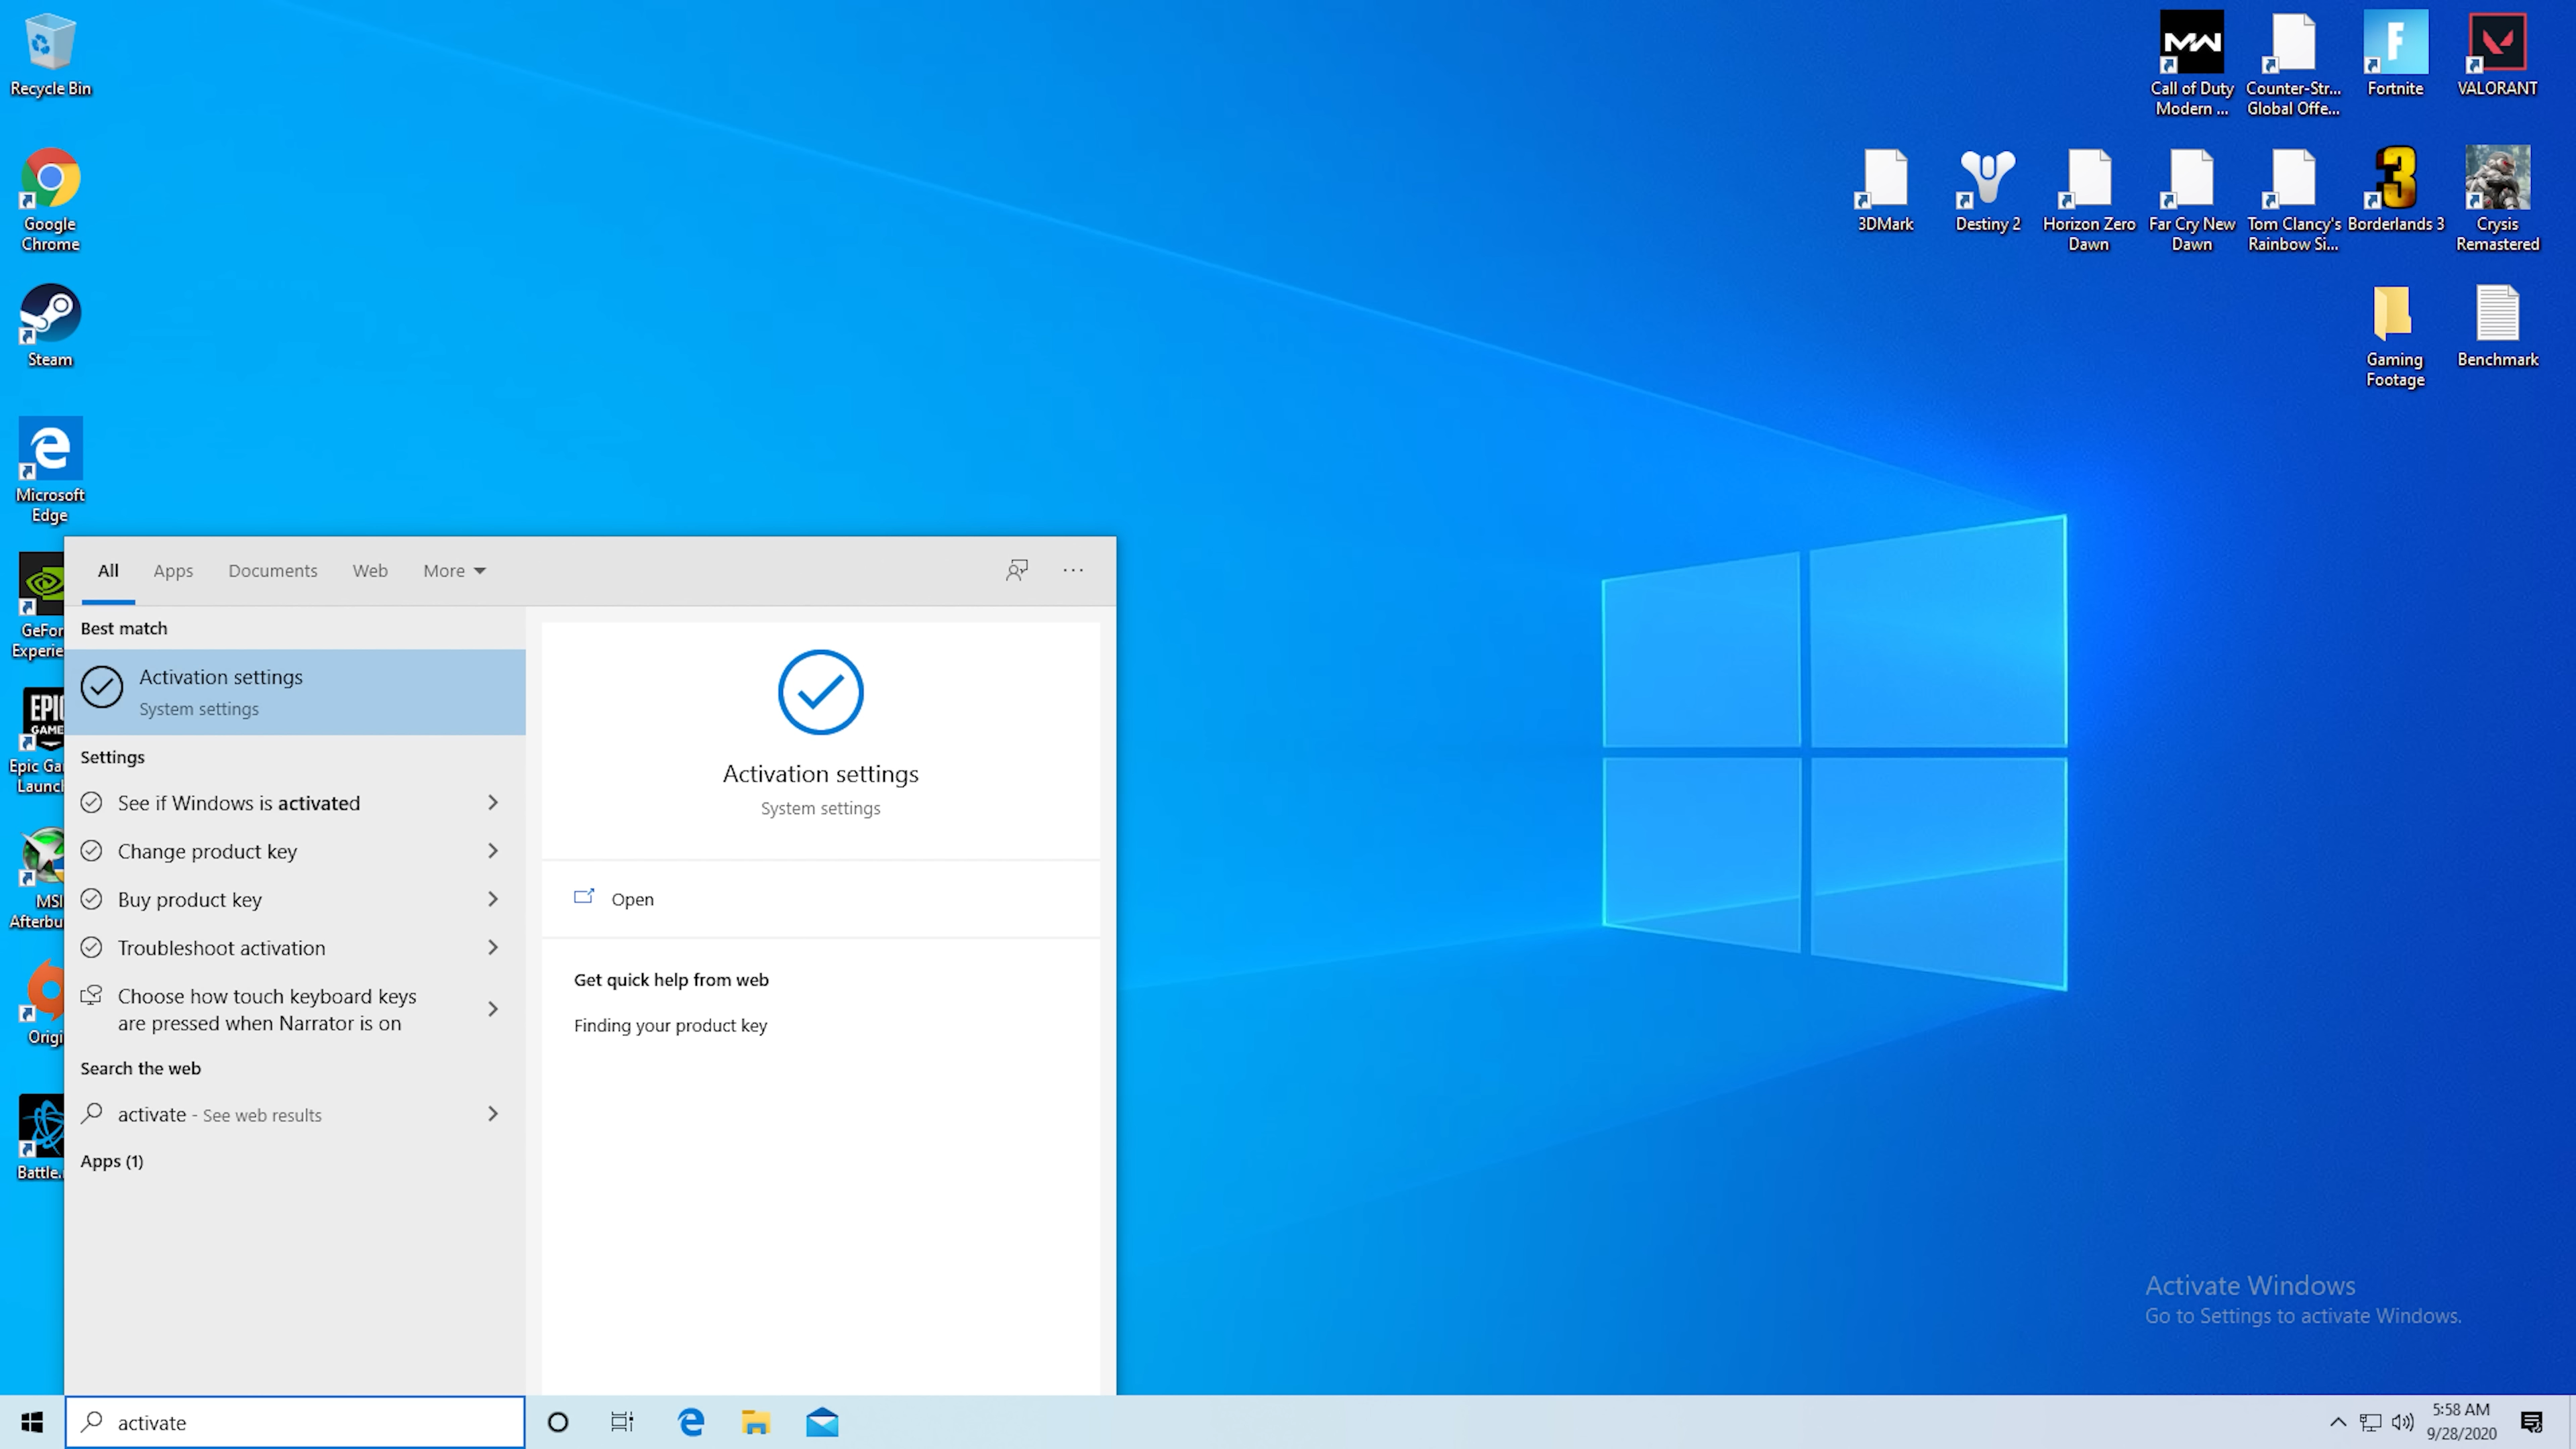 Recycle Bin
Google
Chrome
Steam
Microsoft
Edge
GeFor
Experie
EPI
GAME
Epic Ga
Launch
MSI
Afterbu
Origi
Battle.
MW
Call of Duty
Modern ...
Counter-Str...
Global Offe...
F
Fortnite
VALORANT
3DMark
Destiny 2
Horizon Zero
Dawn
Far Cry New
Dawn
Tom Clancy's
Rainbow Si...
3
Borderlands 3
Crysis
Remastered
Gaming
Footage
Benchmark
All Apps Documents Web More
Best match
Activation settings
System settings
Settings
See if Windows is activated
Change product key
Buy product key
Troubleshoot activation
Choose how touch keyboard keys
are pressed when Narrator is on
Search the web
activate - See web results
Apps (1)
Activation settings
System settings
Open
Get quick help from web
Finding your product key
Activate Windows
Go to Settings to activate Windows.
activate
5:58 AM
9/28/2020